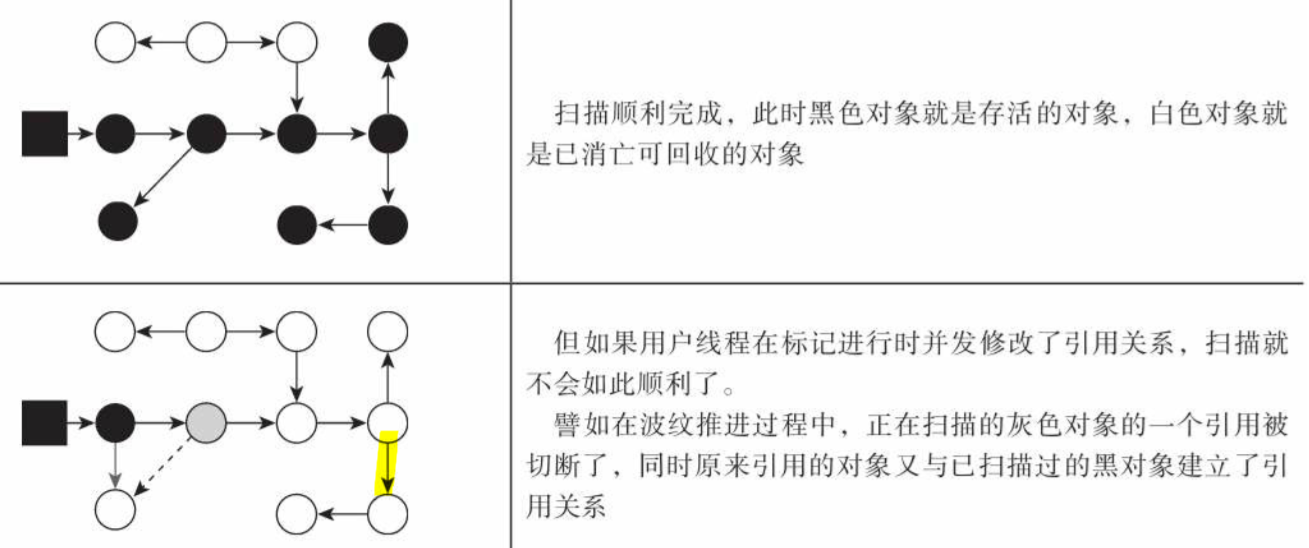 扫描顺利完成，此时黑色对象就是存活的对象，白色对象就
是已消亡可回收的对象
但如果用户线程在标记进行时并发修改了引用关系，扫描就
不会如此顺利了。
譬如在波纹推进过程中，正在扫描的灰色对象的一个引用被
切断了，同时原来引用的对象又与已扫描过的黑对象建立了引
用关系